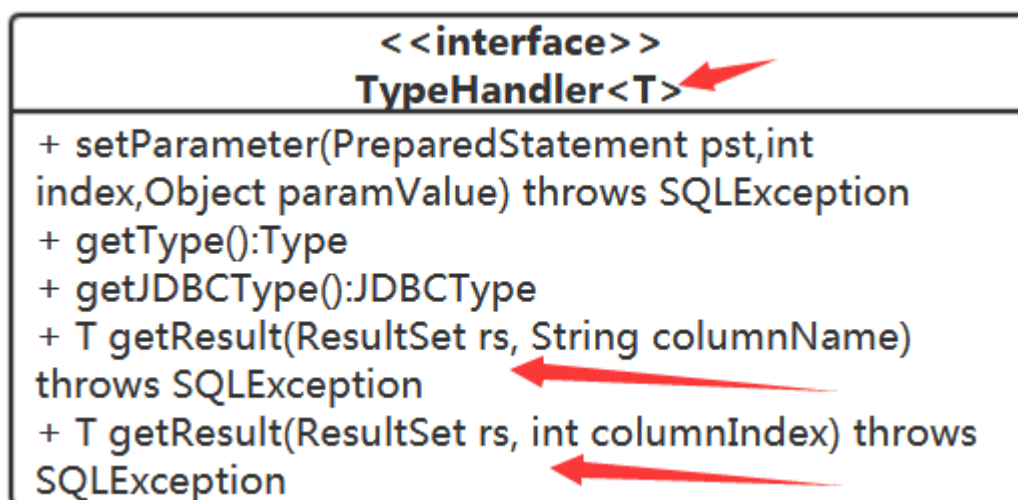 <<interface>>
TypeHandler<T>
+ setParameter(PreparedStatement pst,int
index,Object paramValue) throws SQLException
+ getType():Type
+ getJDBCType():JDBCType
+ T getResult(ResultSet rs, String columnName)
throws SQLException
+ T getResult(ResultSet rs, int columnIndex) throws
SQLException